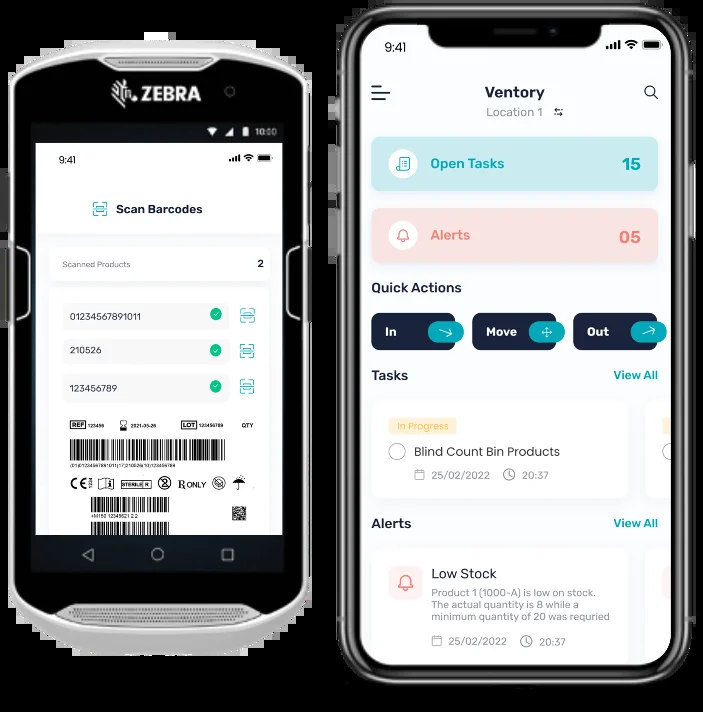 ZEBRA
10:00
9:41
Scan Barcodes
Scanned Products 2
01234567891011
210526
123456789
REF 123456 2021-05-26 LOT 123456789 QTY
(01)01234567891011(17)210526(10)123456789
CE 1234 STERILE R 2 R ONLY
9:41
Ventory
Location 1
Open Tasks 15
Alerts 05
Quick Actions
In Move Out
Tasks View All
In Progress
Blind Count Bin Products
25/02/2022 20:37
Alerts View All
Low Stock
Product 1 (1000-A) is low on stock.
The actual quantity is 8 while a
minimum quantity of 20 was requried
25/02/2022 20:37